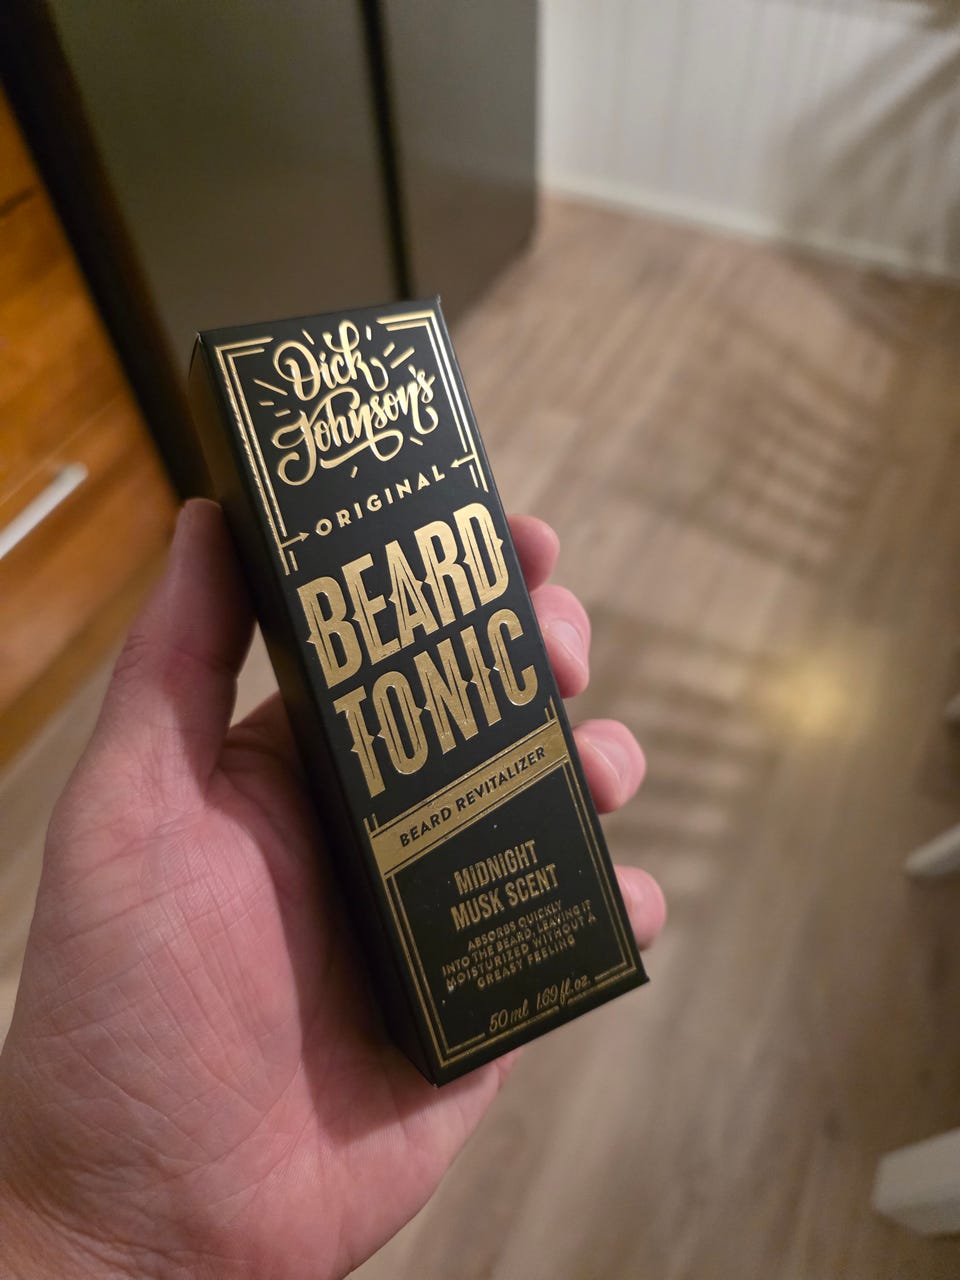 Dick
Johnson's
ORIGINAL
BEARD
TONIC
BEARD REVITALIZER
MIDNIGHT
MUSK SCENT
ABSORBS QUICKLY
INTO THE BEARD, LEAVING IT
MOISTURIZED WITHOUT A
GREASY FEELING
50 ml 1.69 fl. oz.